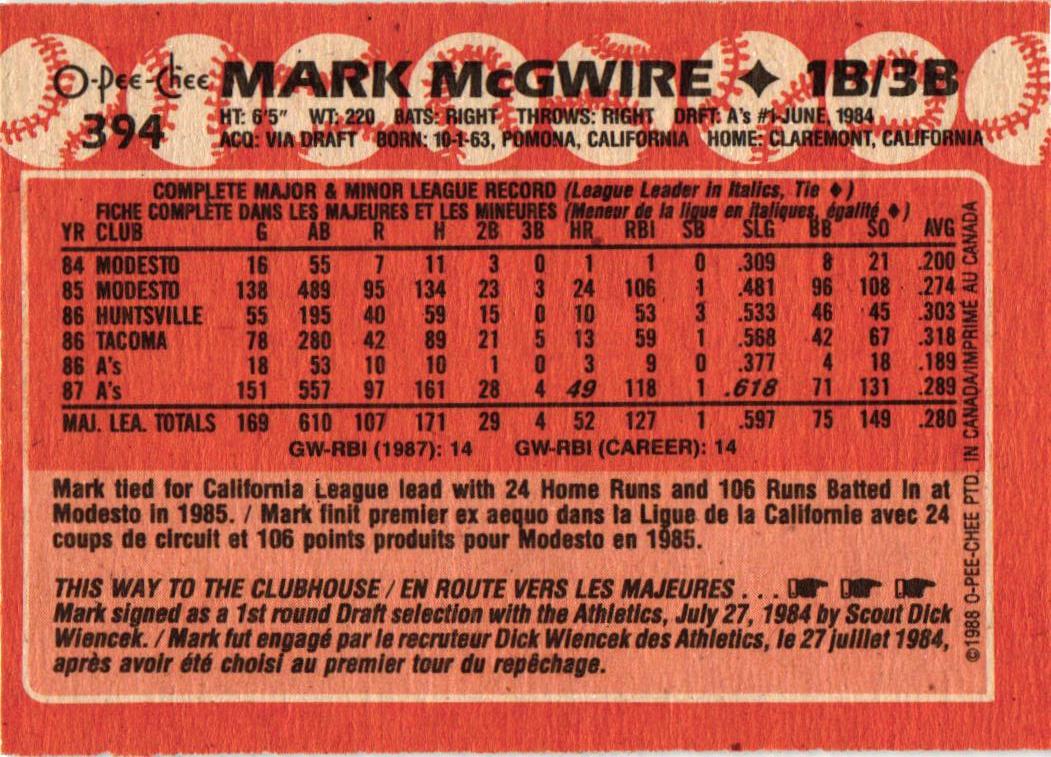 O-Pee-Chee MARK McGWIRE ✦ 1B/3B
394
HT: 6'5" WT: 220 BATS: RIGHT THROWS: RIGHT DRFT: A's #1-JUNE, 1984
ACQ: VIA DRAFT BORN: 10-1-63, POMONA, CALIFORNIA HOME: CLAREMONT, CALIFORNIA
COMPLETE MAJOR & MINOR LEAGUE RECORD (League Leader in Italics, Tie ♦)
FICHE COMPLÈTE DANS LES MAJEURES ET LES MINEURES (Meneur de la ligue en italiques, égalité ♦)
YR CLUB G AB R H 2B 3B HR RBI SB SLG BB SO AVG
84 MODESTO 16 55 7 11 3 0 1 1 0 .309 8 21 .200
85 MODESTO 138 489 95 134 23 3 24 106 1 .481 96 108 .274
86 HUNTSVILLE 55 195 40 59 15 0 10 53 3 .533 46 45 .303
86 TACOMA 78 280 42 89 21 5 13 59 1 .568 42 67 .318
86 A's 18 53 10 10 1 0 3 9 0 .377 4 18 .189
87 A's 151 557 97 161 28 4 49 118 1 .618 71 131 .289
MAJ. LEA. TOTALS 169 610 107 171 29 4 52 127 1 .597 75 149 .280
GW-RBI (1987): 14 GW-RBI (CAREER): 14
Mark tied for California League lead with 24 Home Runs and 106 Runs Batted In at
Modesto in 1985. / Mark finit premier ex aequo dans la Ligue de la Californie avec 24
coups de circuit et 106 points produits pour Modesto en 1985.
THIS WAY TO THE CLUBHOUSE / EN ROUTE VERS LES MAJEURES . . .
Mark signed as a 1st round Draft selection with the Athletics, July 27, 1984 by Scout Dick
Wiencek. / Mark fut engagé par le recruteur Dick Wiencek des Athletics, le 27 juillet 1984,
après avoir été choisi au premier tour du repêchage.
©1988 O-PEE-CHEE PTD. IN CANADA/IMPRIMÉ AU CANADA